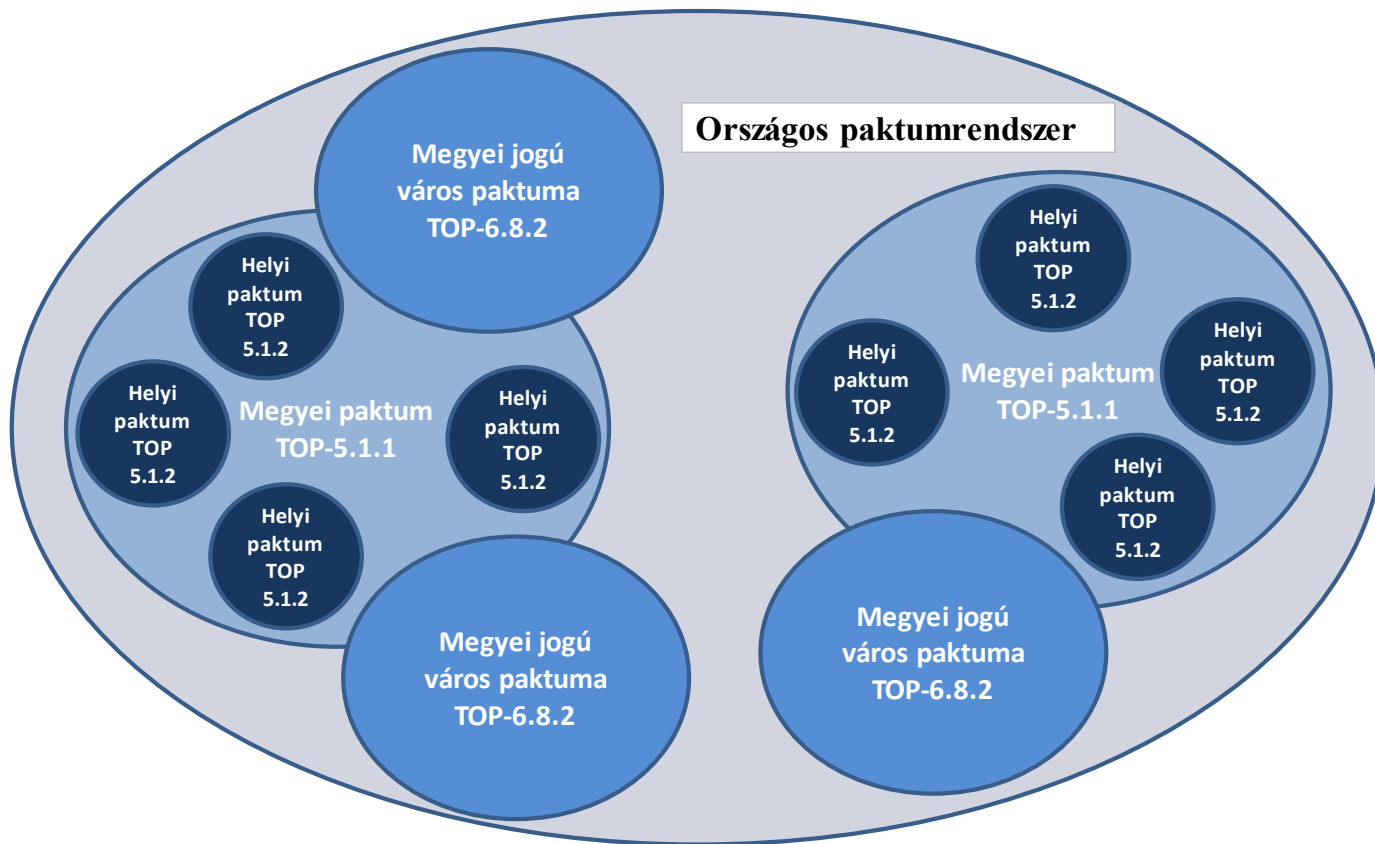 Országos paktumrendszer
Megyei jogú
város paktuma
TOP-6.8.2
Helyi
paktum
TOP
5.1.2
Helyi
paktum
TOP
5.1.2
Megyei paktum
TOP-5.1.1
Helyi
paktum
TOP
5.1.2
Helyi
paktum
TOP
5.1.2
Megyei jogú
város paktuma
TOP-6.8.2
Helyi
paktum
TOP
5.1.2
Helyi
paktum
TOP
5.1.2
Megyei paktum
TOP-5.1.1
Helyi
paktum
TOP
5.1.2
Helyi
paktum
TOP
5.1.2
Megyei jogú
város paktuma
TOP-6.8.2